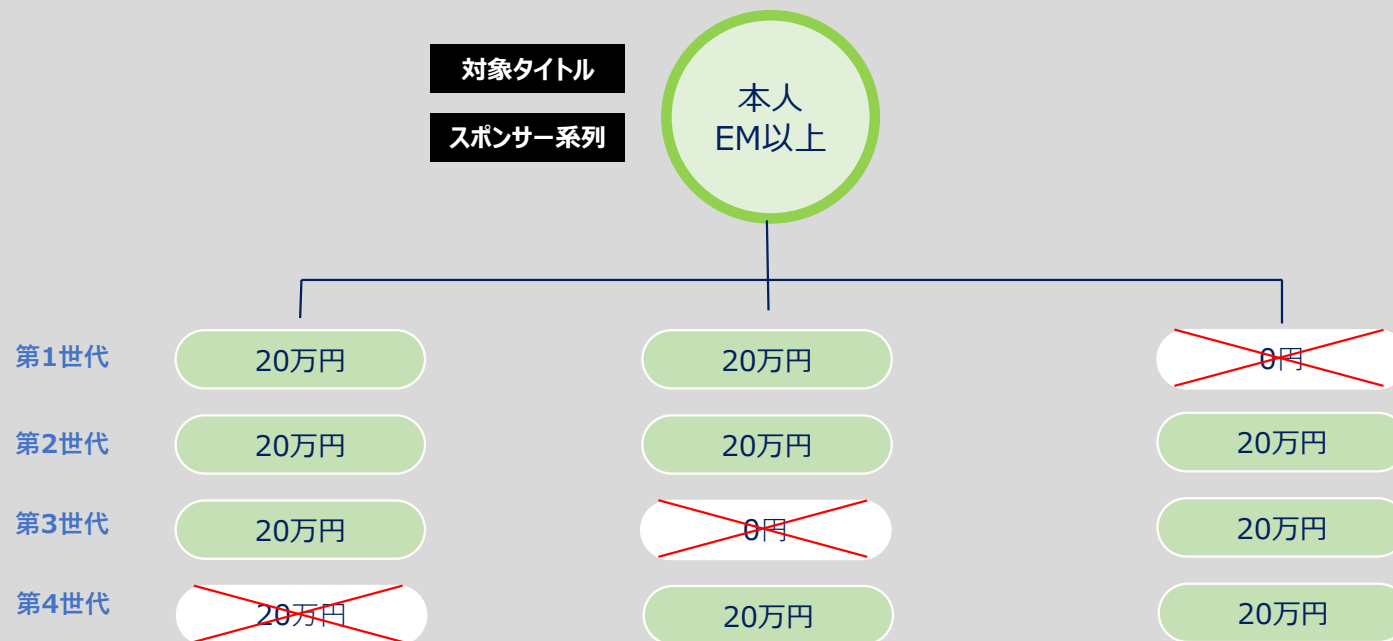 対象タイトル
スポンサー系列
本人
EM以上
第1世代 20万円 20万円 0円
第2世代 20万円 20万円 20万円
第3世代 20万円 0円 20万円
第4世代 20万円 20万円 20万円